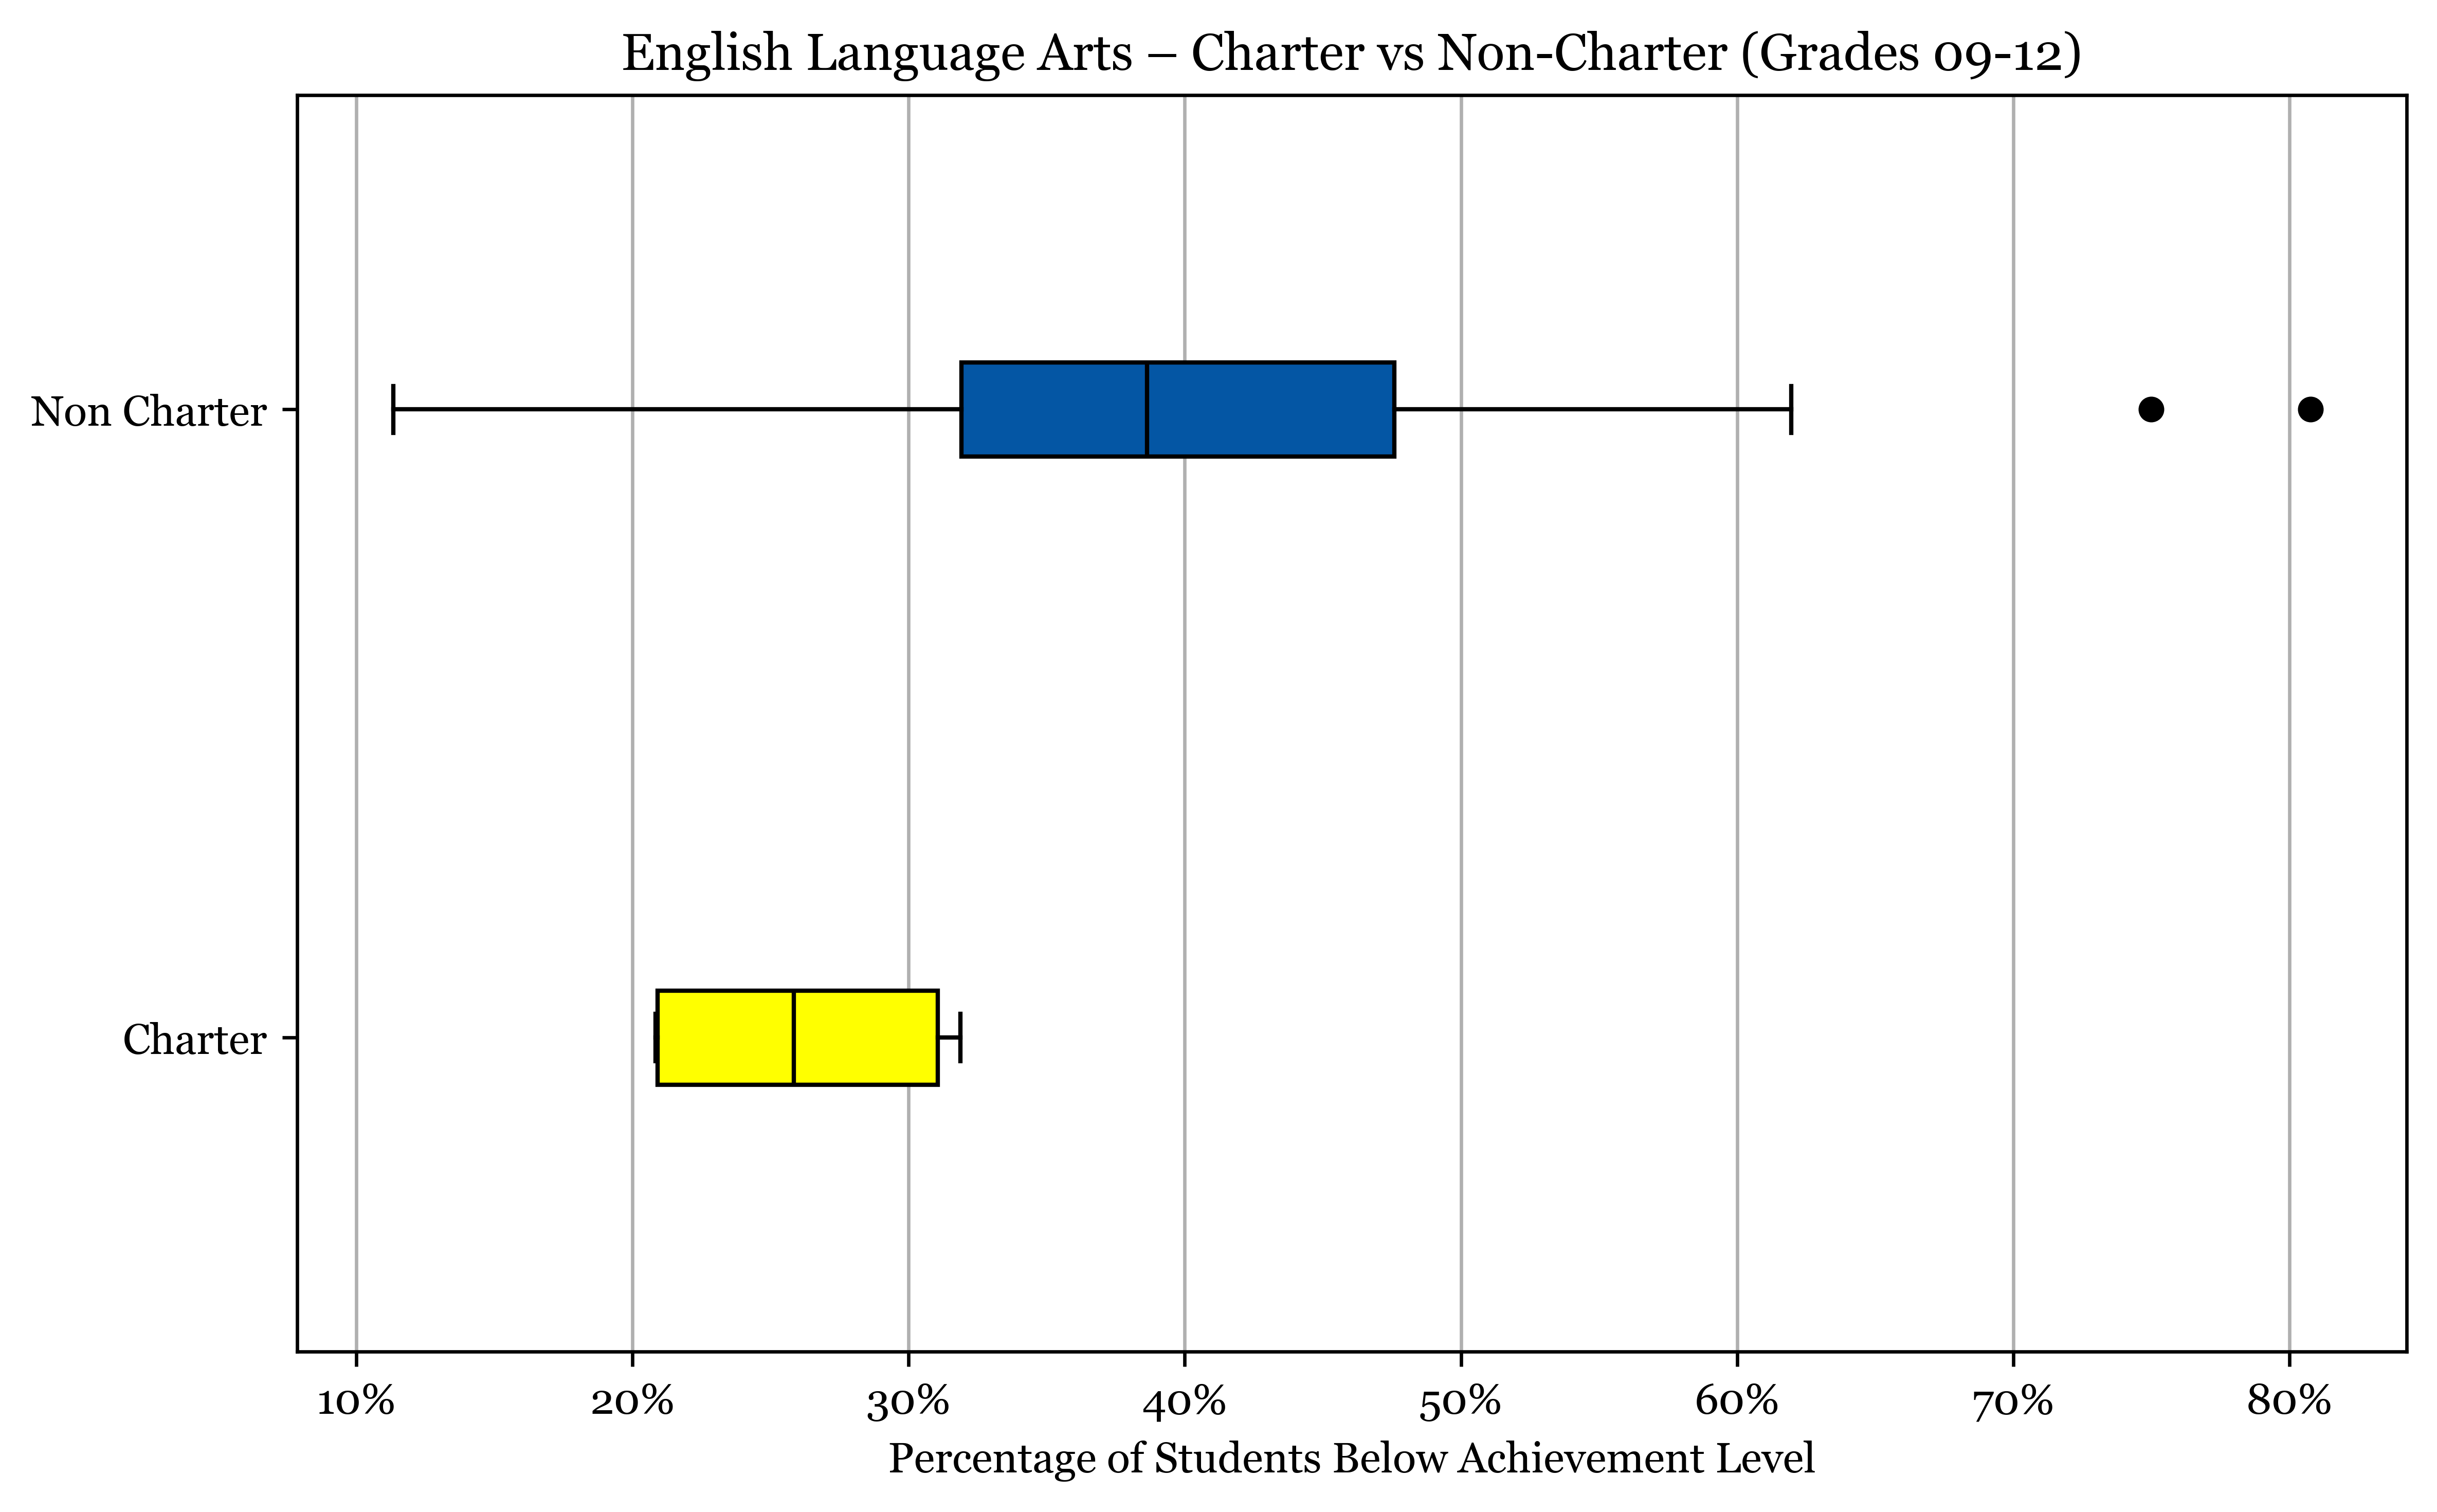 English Language Arts – Charter vs Non-Charter (Grades 09-12)
Non Charter
Charter
10% 20% 30% 40% 50% 60% 70% 80%
Percentage of Students Below Achievement Level